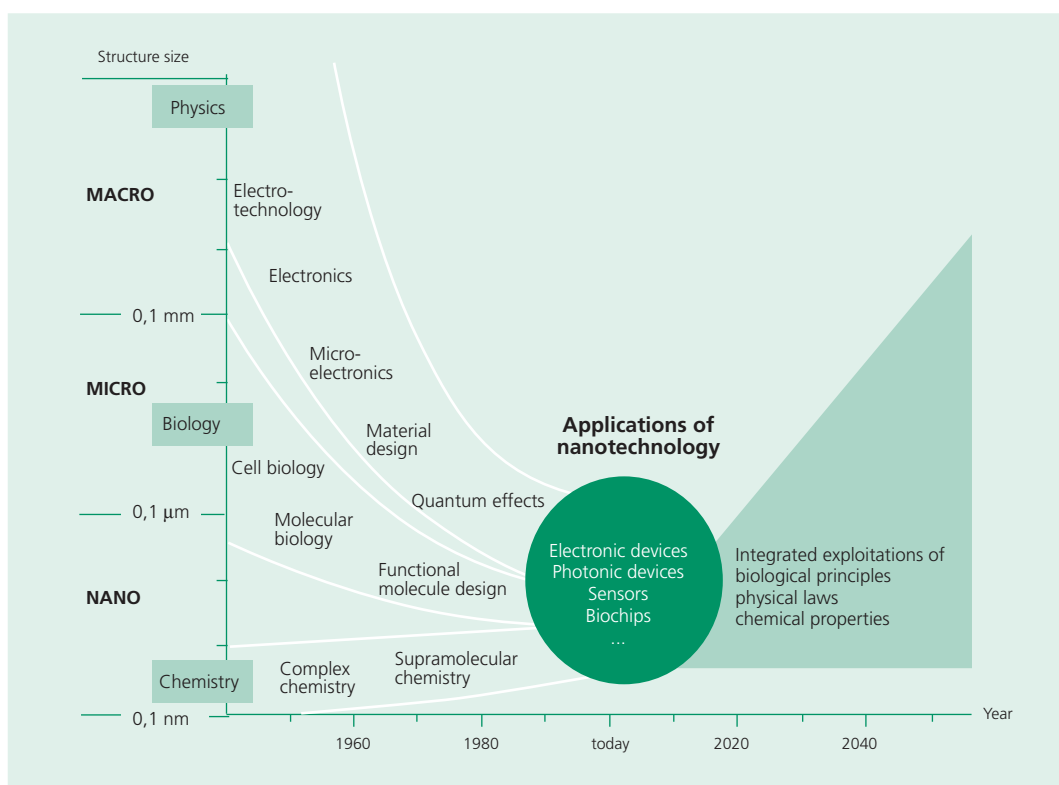 Structure size
Physics
MACRO
Electro-
technology
Electronics
0,1 mm
Micro-
electronics
MICRO
Biology
Material
design
Applications of
nanotechnology
Cell biology
Quantum effects
0,1 µm
Molecular
biology
Functional
molecule design
NANO
Electronic devices
Photonic devices
Sensors
Biochips
...
Integrated exploitations of
biological principles
physical laws
chemical properties
Chemistry
Complex
chemistry
Supramolecular
chemistry
0,1 nm
Year
1960
1980
today
2020
2040